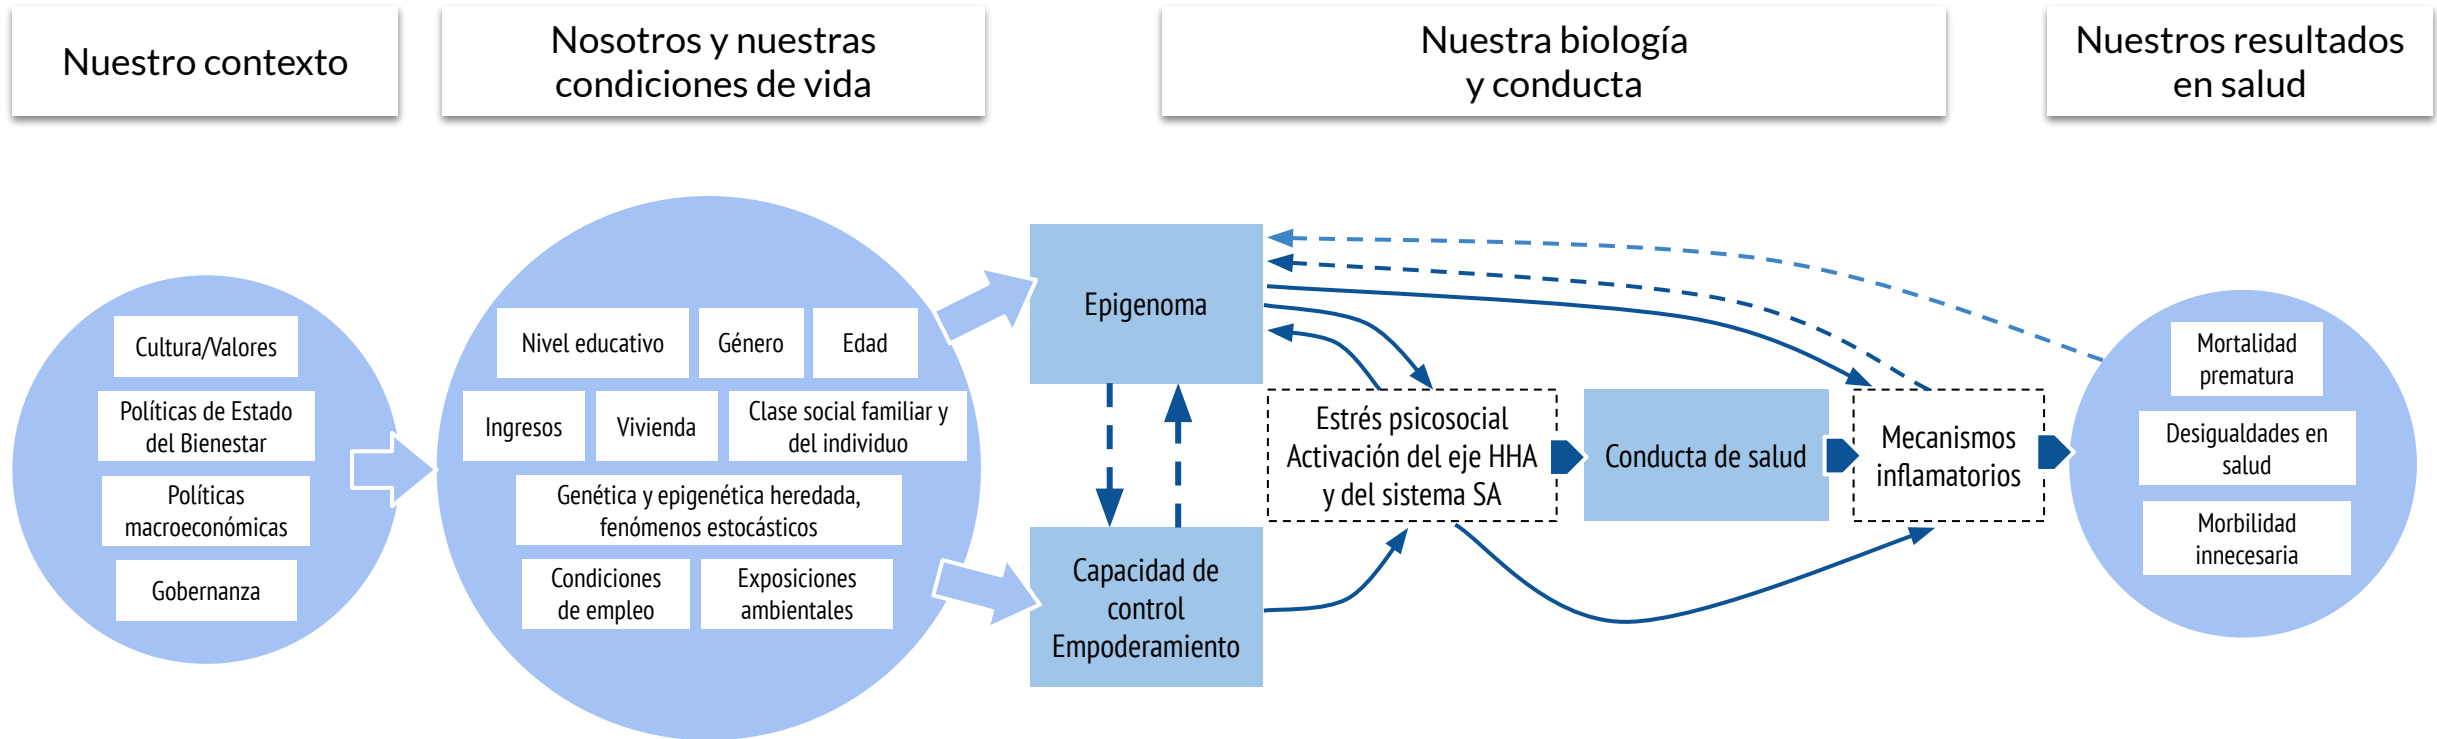 Nuestro contexto
Nosotros y nuestras
condiciones de vida
Nuestra biología
y conducta
Nuestros resultados
en salud
Cultura/Valores
Políticas de Estado
del Bienestar
Políticas
macroeconómicas
Gobernanza
Nivel educativo
Género
Edad
Ingresos
Vivienda
Clase social familiar y
del individuo
Genética y epigenética heredada,
fenómenos estocásticos
Condiciones
de empleo
Exposiciones
ambientales
Epigenoma
Capacidad de
control
Empoderamiento
Estrés psicosocial
Activación del eje HHA
y del sistema SA
Conducta de salud
Mecanismos
inflamatorios
Mortalidad
prematura
Desigualdades en
salud
Morbilidad
innecesaria